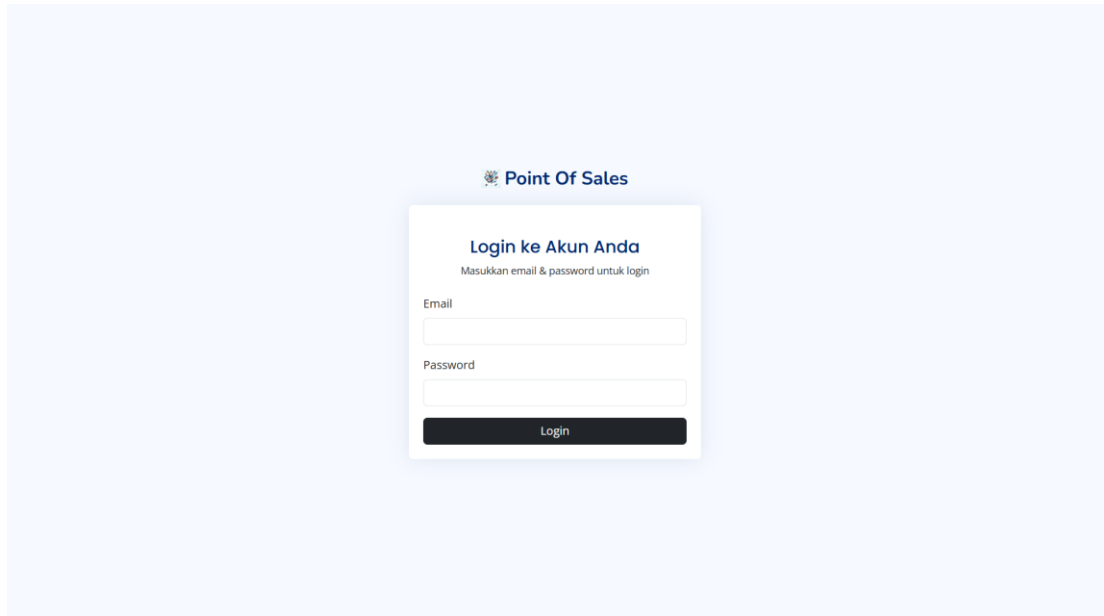 Point Of Sales
Login ke Akun Anda
Masukkan email & password untuk login
Email
Password
Login